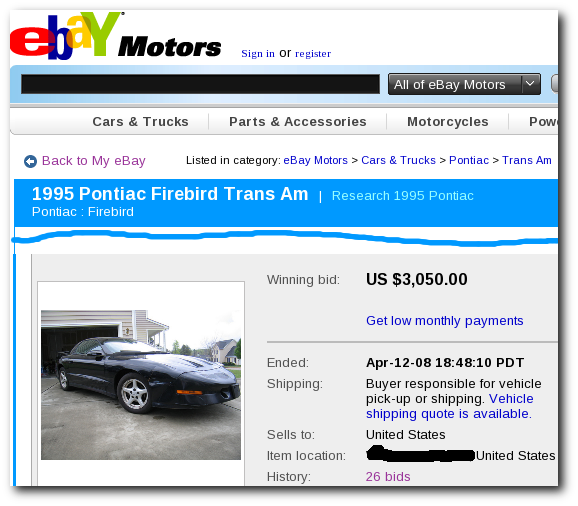 ebaY Motors Sign in or register
All of eBay Motors
Cars & Trucks Parts & Accessories Motorcycles
Back to My eBay Listed in category: eBay Motors > Cars & Trucks > Pontiac > Trans Am
1995 Pontiac Firebird Trans Am | Research 1995 Pontiac
Pontiac : Firebird
Winning bid: US $3,050.00
Get low monthly payments
Ended: Apr-12-08 18:48:10 PDT
Shipping: Buyer responsible for vehicle
pick-up or shipping. Vehicle
shipping quote is available.
Sells to: United States
Item location: United States
History: 26 bids